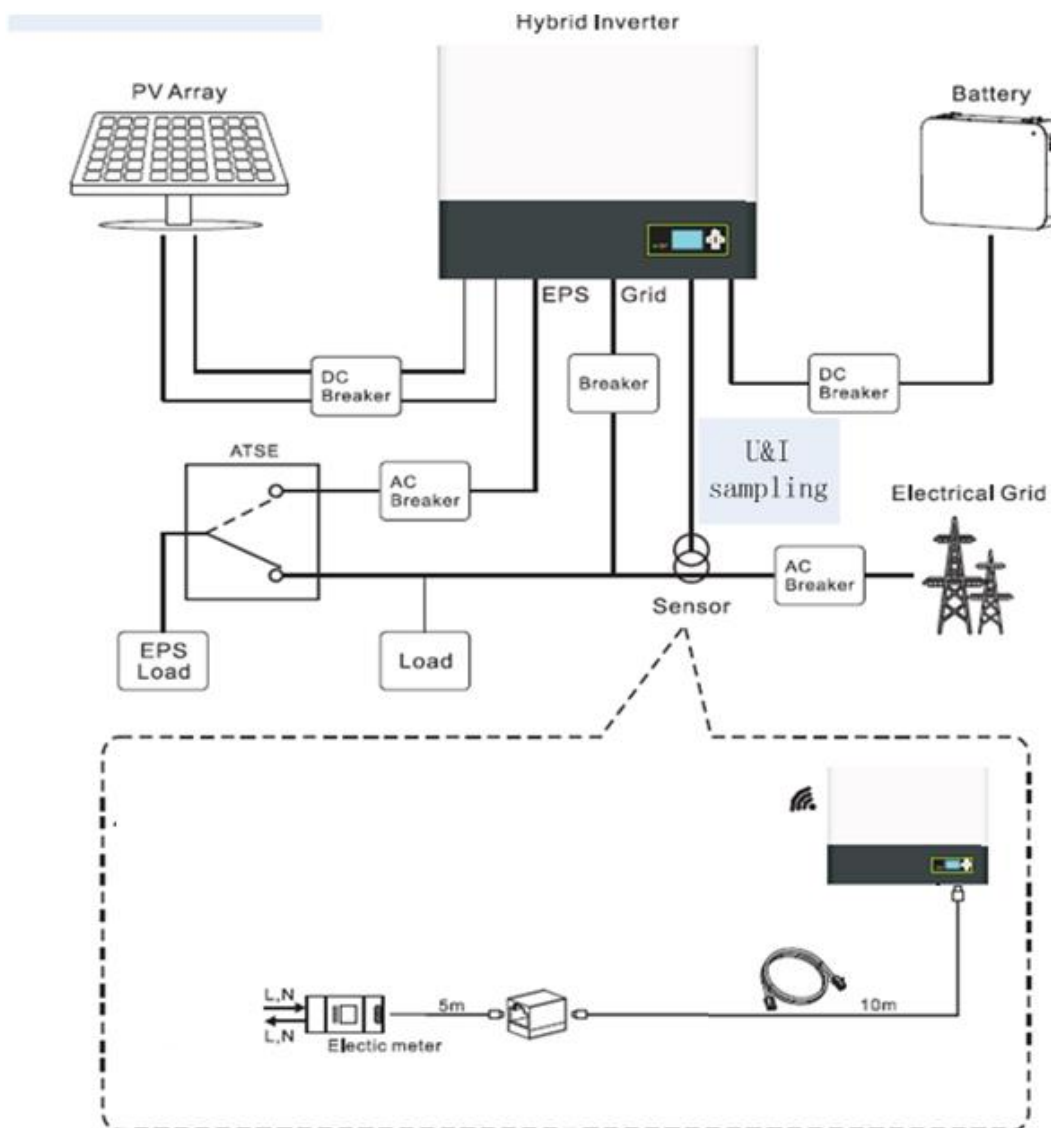 Hybrid Inverter
PV Array
Battery
EPS
Grid
DC
Breaker
Breaker
DC
Breaker
ATSE
AC
Breaker
U&I
sampling
Electrical Grid
AC
Breaker
Sensor
EPS
Load
Load
L,N
L,N
5m
10m
Electic meter